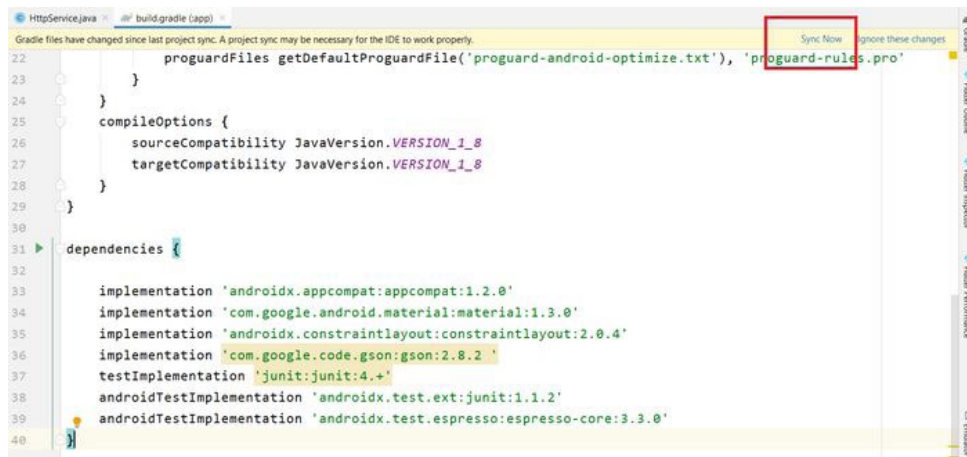 HttpService.java build.gradle (:app)
Gradle files have changed since last project sync. A project sync may be necessary for the IDE to work properly. Sync Now Ignore these changes
22 proguardFiles getDefaultProguardFile('proguard-android-optimize.txt'), 'proguard-rules.pro'
23 }
24 }
25 compileOptions {
26 sourceCompatibility JavaVersion.VERSION_1_8
27 targetCompatibility JavaVersion.VERSION_1_8
28 }
29 }
30
31 dependencies {
32
33 implementation 'androidx.appcompat:appcompat:1.2.0'
34 implementation 'com.google.android.material:material:1.3.0'
35 implementation 'androidx.constraintlayout:constraintlayout:2.0.4'
36 implementation 'com.google.code.gson:gson:2.8.2 '
37 testImplementation 'junit:junit:4.+'
38 androidTestImplementation 'androidx.test.ext:junit:1.1.2'
39 androidTestImplementation 'androidx.test.espresso:espresso-core:3.3.0'
40 }